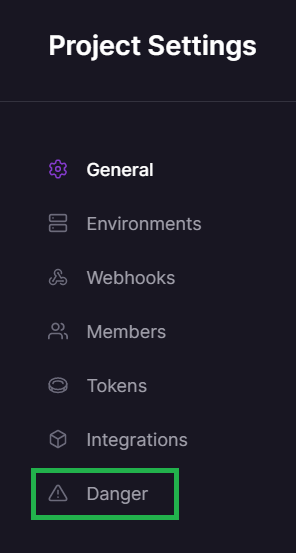 Project Settings
General
Environments
Webhooks
Members
Tokens
Integrations
Danger